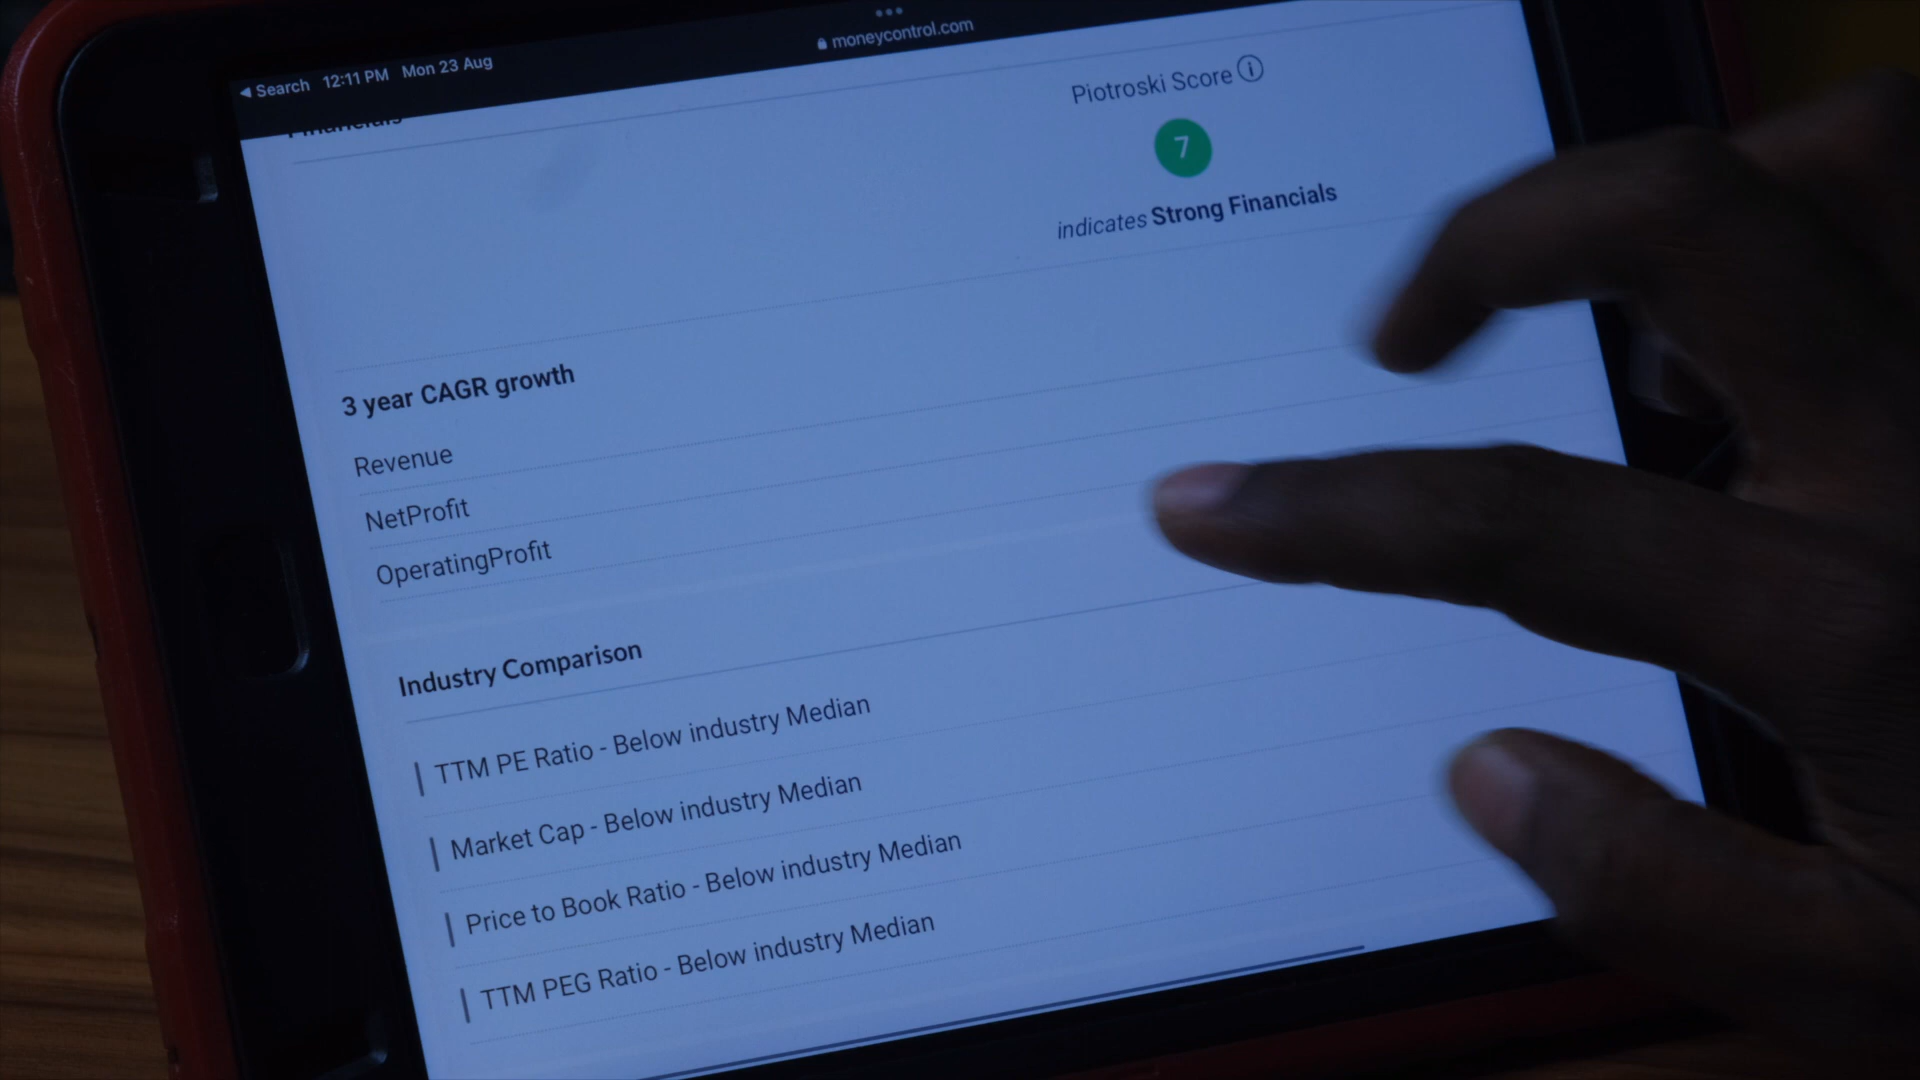 ◀ Search 12:11 PM Mon 23 Aug
moneycontrol.com
Financials
Piotroski Score
7
indicates Strong Financials
3 year CAGR growth
Revenue
NetProfit
OperatingProfit
Industry Comparison
TTM PE Ratio - Below industry Median
Market Cap - Below industry Median
Price to Book Ratio - Below industry Median
TTM PEG Ratio - Below industry Median